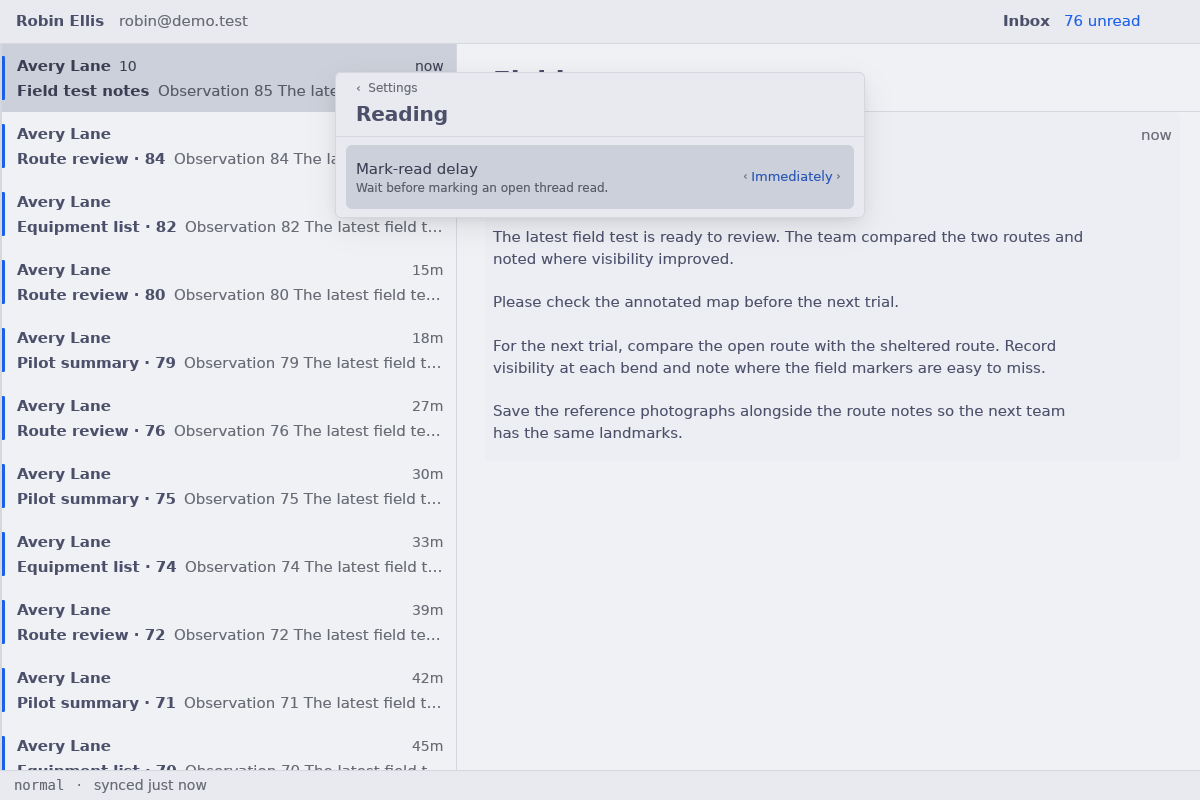 Robin Ellis robin@demo.test Inbox 76 unread
Avery Lane 10 now
Field test notes Observation 85 The late
Avery Lane
Route review · 84 Observation 84 The la
Avery Lane
Equipment list · 82 Observation 82 The latest field t…
Avery Lane 15m
Route review · 80 Observation 80 The latest field te…
Avery Lane 18m
Pilot summary · 79 Observation 79 The latest field t…
Avery Lane 27m
Route review · 76 Observation 76 The latest field te…
Avery Lane 30m
Pilot summary · 75 Observation 75 The latest field t…
Avery Lane 33m
Equipment list · 74 Observation 74 The latest field t…
Avery Lane 39m
Route review · 72 Observation 72 The latest field te…
Avery Lane 42m
Pilot summary · 71 Observation 71 The latest field t…
Avery Lane 45m
Equipment list · 70 Observation 70 The latest field t…
‹ Settings
Reading
Mark-read delay
Wait before marking an open thread read.
‹ Immediately ›
now
The latest field test is ready to review. The team compared the two routes and
noted where visibility improved.
Please check the annotated map before the next trial.
For the next trial, compare the open route with the sheltered route. Record
visibility at each bend and note where the field markers are easy to miss.
Save the reference photographs alongside the route notes so the next team
has the same landmarks.
normal · synced just now